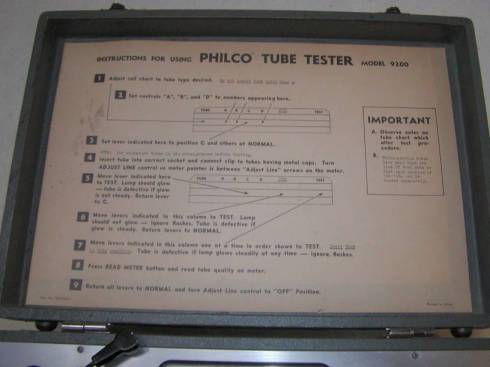 INSTRUCTIONS FOR USING PHILCO TUBE TESTER MODEL 9200
1 Adjust roll chart to tube type desired.
2 Set controls "A", "B", and "D" to numbers appearing here.
TUBE A B C D TEST
3 Set lever indicated here to position C and others at NORMAL.
4 Insert tube into correct socket and connect clip to tubes having metal caps. Turn
ADJUST LINE control so meter pointer is between "Adjust Line" arrows on the meter.
5 Move lever indicated here
to TEST. Lamp should glow
— tube is defective if glow
is not steady. Return lever
to C.
6 Move levers indicated in this column to TEST. Lamp
should not glow — ignore flashes. Tube is defective if
glow is steady. Return levers to NORMAL.
7 Move levers indicated in this column one at a time in order shown to TEST.
Tube is defective if lamp glows steadily at any time — ignore flashes.
8 Press READ METER button and read tube quality on meter.
9 Return all levers to NORMAL and turn Adjust Line control to "OFF" Position.
IMPORTANT
A. Observe notes on
tube chart which
alter test pro-
cedure.
B.